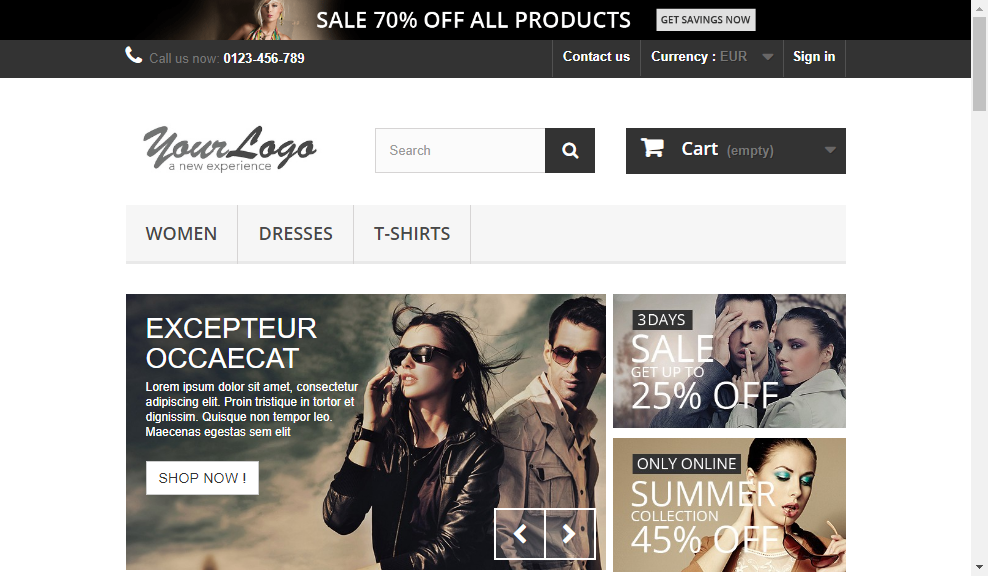 SALE 70% OFF ALL PRODUCTS
GET SAVINGS NOW
Call us now: 0123-456-789
Contact us
Currency : EUR
Sign in
YourLogo
a new experience
Search
Cart (empty)
WOMEN
DRESSES
T-SHIRTS
EXCEPTEUR
OCCAECAT
Lorem ipsum dolor sit amet, consectetur
adipiscing elit. Proin tristique in tortor et
dignissim. Quisque non tempor leo.
Maecenas egestas sem elit
SHOP NOW !
3DAYS
SALE
GET UP TO
25% OFF
ONLY ONLINE
SUMMER
COLLECTION
45% OFF